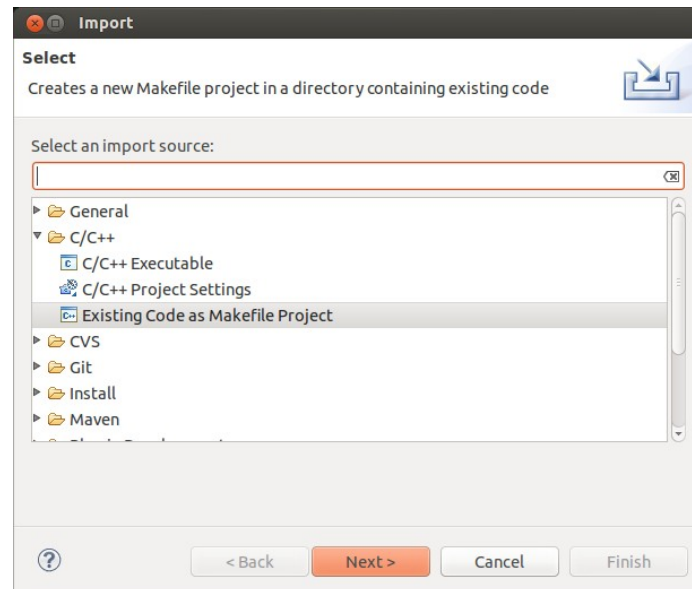 Import
Select
Creates a new Makefile project in a directory containing existing code
Select an import source:
General
C/C++
C/C++ Executable
C/C++ Project Settings
Existing Code as Makefile Project
CVS
Git
Install
Maven
< Back
Next >
Cancel
Finish